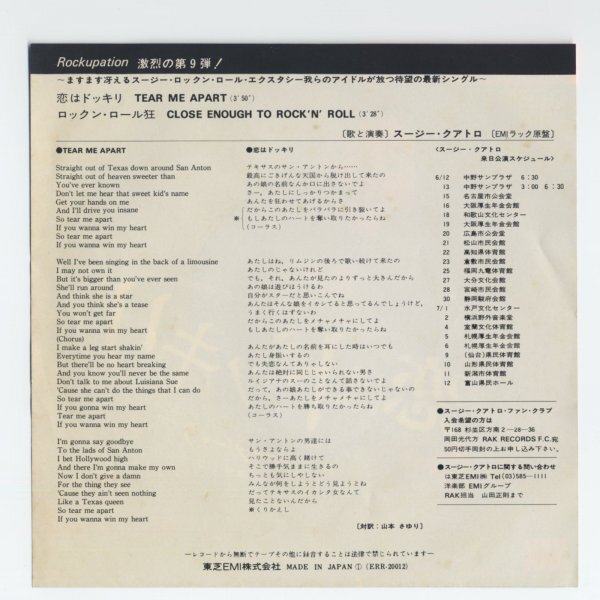 Rockupation 激烈の第9弾!
〜ますます冴えるスージー・ロックン・ロール・エクスタシー我らのアイドルが放つ待望の最新シングル〜
恋はドッキリ TEAR ME APART (3'50")
ロックン・ロール狂 CLOSE ENOUGH TO ROCK'N' ROLL (3'28")
〔歌と演奏〕スージー・クアトロ 〔EMIラック原盤〕
●TEAR ME APART
Straight out of Texas down around San Anton
Straight out of heaven sweeter than
You've ever known
Don't let me hear that sweet kid's name
Get your hands on me
And I'll drive you insane
So tear me apart
If you wanna win my heart
So tear me apart
If you wanna win my heart
Well I've been singing in the back of a limousine
I may not own it
But it's bigger than you've ever seen
She'll run around
And think she is a star
And you think she's a tease
You won't get far
So tear me apart
If you wanna win my heart
(Chorus)
I make a leg start shakin'
Everytime you hear my name
But there'll be no heart breaking
And you know you'll never be the same
Don't talk to me about Luisiana Sue
'Cause she can't do the things that I can do
So tear me apart
If you gonna win my heart
Tear me apart
If you wanna win my heart
I'm gonna say goodbye
To the lads of San Anton
I bet Hollywood high
And there I'm gonna make my own
Now I don't give a damn
For the thing they see
'Cause they ain't seen nothing
Like a Texas queen
So tear me apart
If you wanna win my heart
●恋はドッキリ
テキサスのサン・アントンから……
最高にごきげんな天国から脱け出して来たの
あの娘の名前なんか口に出さないでよ
さー、あたしにしっかりつかまって
あんたを狂わせてあげるからさ
だからこのあたしをバラバラに引き裂いてよ
※もしあたしのハートを奪い取りたかったらね
(コーラス)
あたしはね、リムジンの後ろで歌い続けて来たの
あたしのじゃないけれど
でも、それ、あんたが見たのよりずっと大きんだから
あの娘は遊びほうけるわ
自分がスターだと思いこんでね
あんたはそんな娘をイカしてると思ってるんでしょうけど、
うまく行くはずないわ
だからこのあたしをメチャメチャにしてよ
もしあたしのハートを奪い取りたかったらね
あんたがあたしの名前を耳にした時はいつでも
あたし身振いするの
でも失恋なんてありゃしない
あんたは絶対に同じじゃいられない男さ
ルイジアナのスーのことなんて話さないでよ
だって、あの娘あたしができる事できないじゃないの
だから、さーあたしをメチャメチャにしてよ
あたしのハートを勝ち取りたかったらね
サン・アントンの男達には
もうさよならよ
ハリウッドに高く賭けて
そこで勝手気ままに生きるの
ちっとも気にしやしない
みんなが何をしようとどう見ようとね
だってテキサスのイカシタ女なんて
見たことないんだから
※くりかえし
〔対訳:山本 さゆり〕
<スージー・クアトロ
来日公演スケジュール>
6/12 中野サンプラザ 6:30
13 中野サンプラザ 3:00 6:30
15 名古屋市公会堂
16 大阪厚生年金会館
18 和歌山文化センター
19 大阪厚生年金会館
20 広島市公会堂
21 松山市民会館
22 高知県体育館
23 倉敷市民会館
25 福岡九電体育館
27 大分文化会館
28 宮崎市民会館
30 静岡駿府会館
7/1 水戸文化センター
2 横浜野外音楽堂
4 室蘭文化体育館
5 札幌厚生年金会館
6 札幌厚生年金会館
9 (仙台)県民体育館
10 山形県民体育館
11 新潟市体育館
12 富山県民ホール
●スージー・クアトロ・ファン・クラブ
入会希望の方は
〒168 杉並区方南2−28−36
岡田光代方 RAK RECORDS F.C.宛
50円切手同封の上お申し込み下さい。
●スージー・クアトロに関する問い合わせ
は東芝EMI㈱ Tel(03)585−1111
洋楽部 EMIグループ
RAK担当 山田正則まで
—レコードから無断でテープその他に録音することは法律で禁じられています—
東芝EMI株式会社 MADE IN JAPAN ① (ERR-20012)